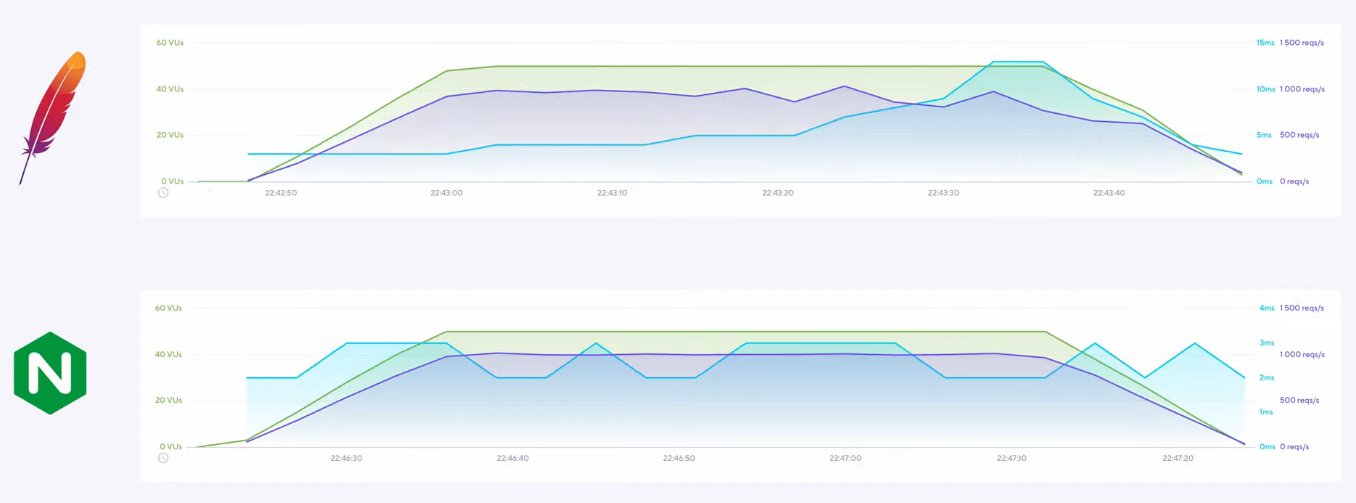 60 VUs 15ms 1 500 reqs/s
40 VUs 10ms 1 000 reqs/s
20 VUs 5ms 500 reqs/s
0 VUs 0ms 0 reqs/s
22:42:50 22:43:00 22:43:10 22:43:20 22:43:30 22:43:40
60 VUs 4ms 1 500 reqs/s
3ms
40 VUs 1 000 reqs/s
2ms
20 VUs 500 reqs/s
1ms
0 VUs 0ms 0 reqs/s
N
22:46:30 22:46:40 22:46:50 22:47:00 22:47:10 22:47:20